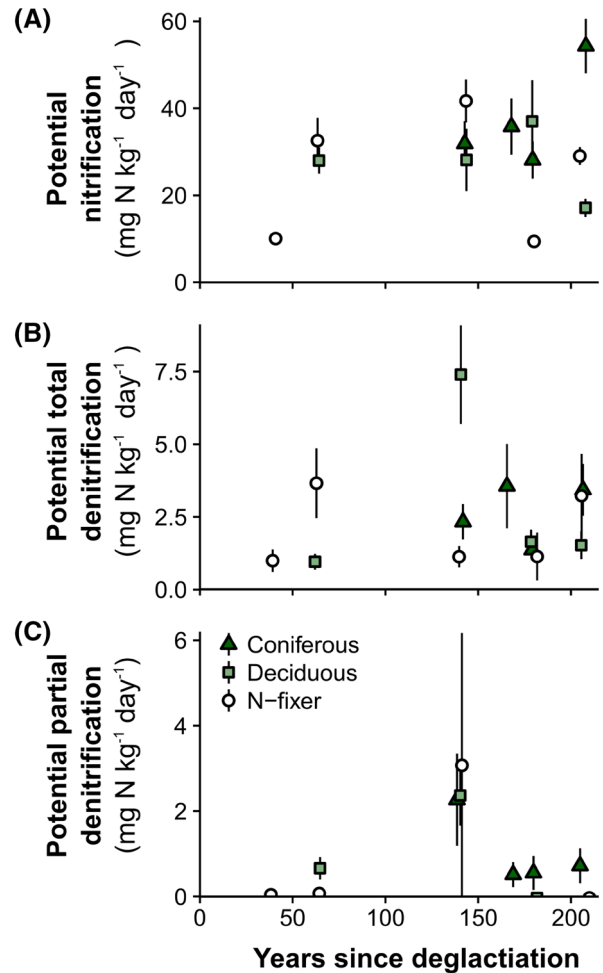 (A)
Potential
nitrification
(mg N kg⁻¹ day⁻¹ )
60
40
20
0
(B)
Potential total
denitrification
(mg N kg⁻¹ day⁻¹ )
7.5
5.0
2.5
0.0
(C)
Potential partial
denitrification
(mg N kg⁻¹ day⁻¹)
6
4
2
0
Coniferous
Deciduous
N−fixer
0 50 100 150 200
Years since deglactiation